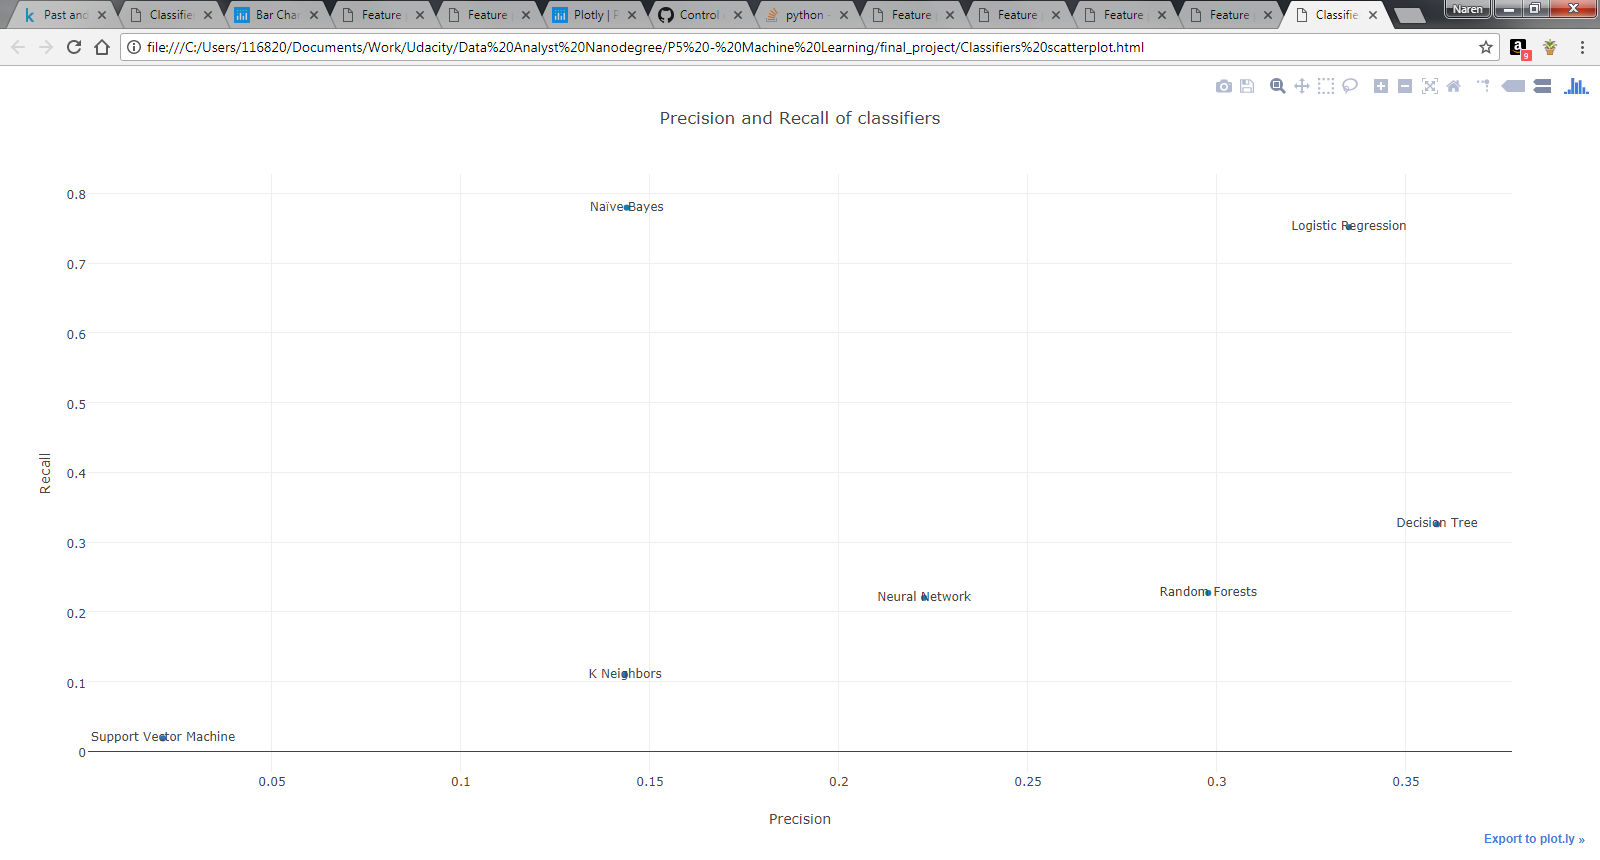 Past and
Classifie
Bar Cha
Feature
Feature
Plotly |
Control
python -
Feature
Feature
Feature
Feature
Classifie
Naren
file:///C:/Users/116820/Documents/Work/Udacity/Data%20Analyst%20Nanodegree/P5%20-%20Machine%20Learning/final_project/Classifiers%20scatterplot.html
9
Precision and Recall of classifiers
0.8
Naïve Bayes
Logistic Regression
0.7
0.6
0.5
Recall
0.4
Decision Tree
0.3
Random Forests
Neural Network
0.2
K Neighbors
0.1
Support Vector Machine
0
0.05
0.1
0.15
0.2
0.25
0.3
0.35
Precision
Export to plot.ly »